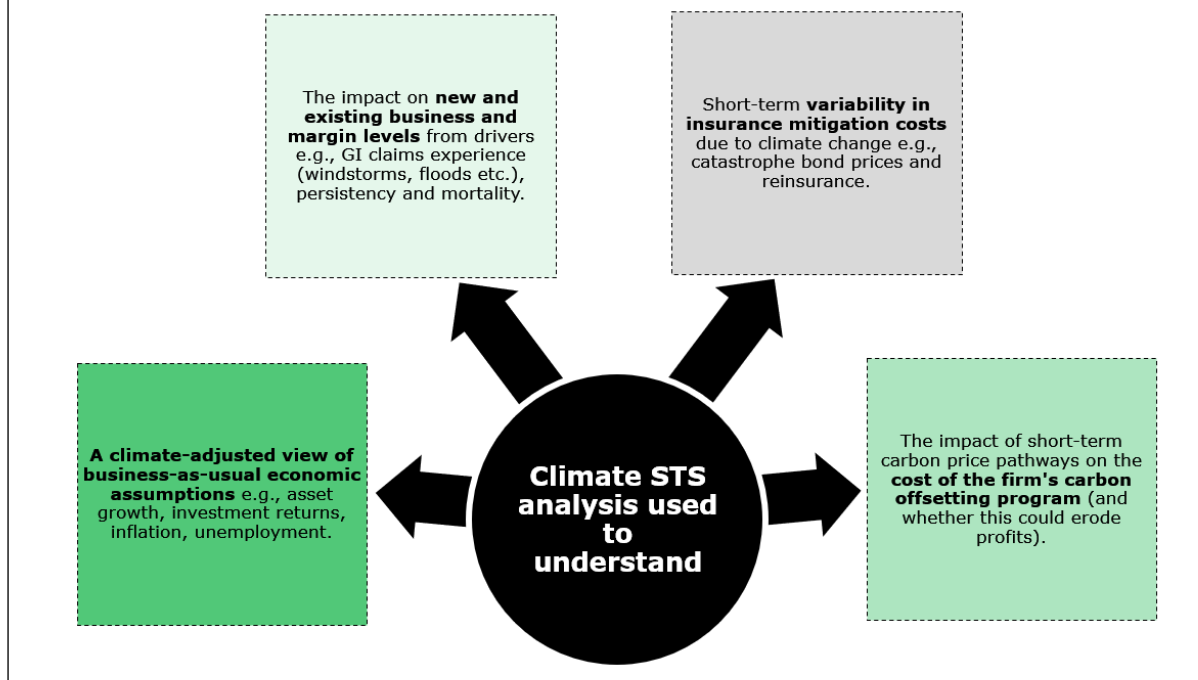 The impact on new and
existing business and
margin levels from drivers
e.g., GI claims experience
(windstorms, floods etc.),
persistency and mortality.
Short-term variability in
insurance mitigation costs
due to climate change e.g.,
catastrophe bond prices and
reinsurance.
A climate-adjusted view of
business-as-usual economic
assumptions e.g., asset
growth, investment returns,
inflation, unemployment.
Climate STS
analysis used
to
understand
The impact of short-term
carbon price pathways on the
cost of the firm's carbon
offsetting program (and
whether this could erode
profits).